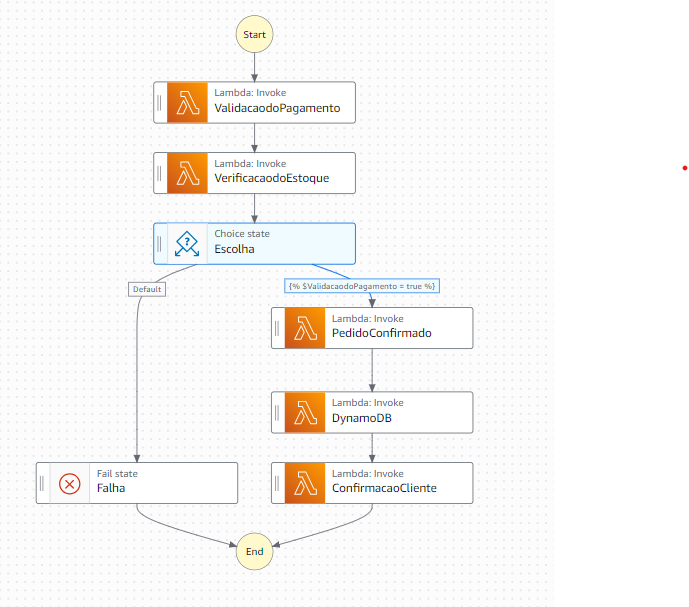 Start
Lambda: Invoke
ValidacaodoPagamento
Lambda: Invoke
VerificacaodoEstoque
Choice state
Escolha
Default
{% $ValidacaodoPagamento = true %}
Lambda: Invoke
PedidoConfirmado
Lambda: Invoke
DynamoDB
Fail state
Falha
Lambda: Invoke
ConfirmacaoCliente
End